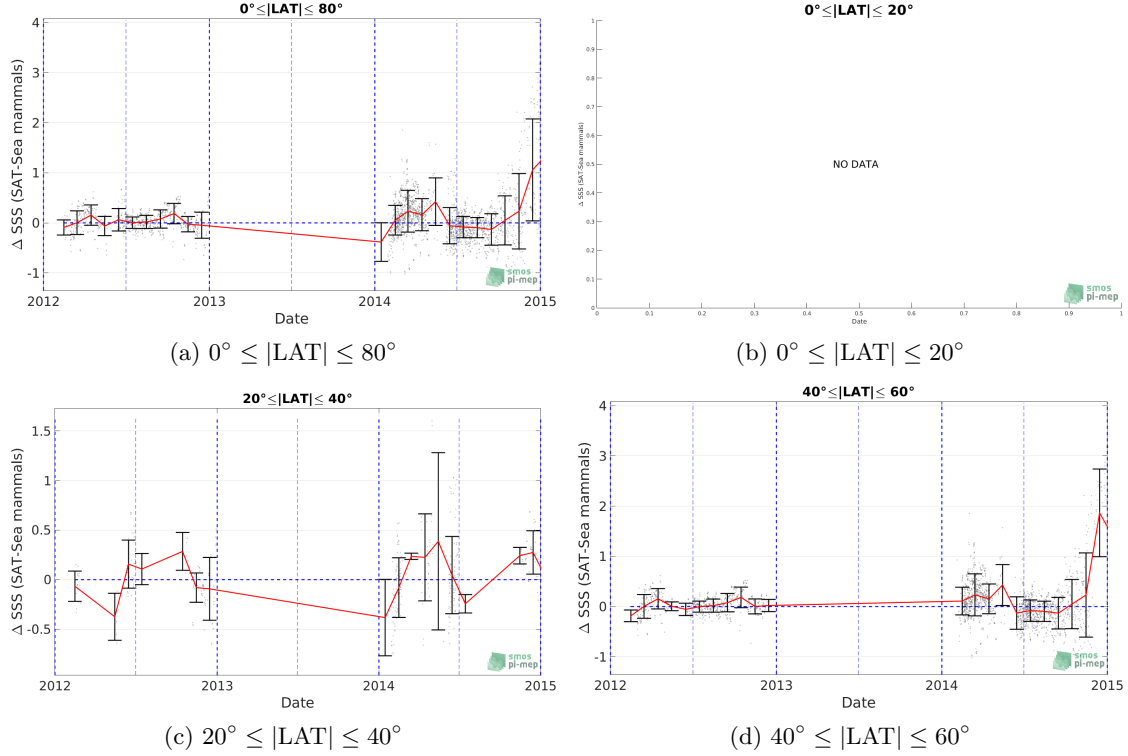 0°≤|LAT|≤ 80°
4
3
2
1
0
-1
Δ SSS (SAT-Sea mammals)
2012
2013
2014
2015
Date
smos
pi-mep
(a) 0° ≤ |LAT| ≤ 80°
0°≤|LAT|≤ 20°
1
0.9
0.8
0.7
0.6
0.5
0.4
0.3
0.2
0.1
0
Δ SSS (SAT-Sea mammals)
NO DATA
0
0.1
0.2
0.3
0.4
0.5
0.6
0.7
0.8
0.9
1
Date
smos
pi-mep
(b) 0° ≤ |LAT| ≤ 20°
20°≤|LAT|≤ 40°
1.5
1
0.5
0
-0.5
Δ SSS (SAT-Sea mammals)
2012
2013
2014
2015
Date
smos
pi-mep
(c) 20° ≤ |LAT| ≤ 40°
40°≤|LAT|≤ 60°
4
3
2
1
0
-1
Δ SSS (SAT-Sea mammals)
2012
2013
2014
2015
Date
smos
pi-mep
(d) 40° ≤ |LAT| ≤ 60°